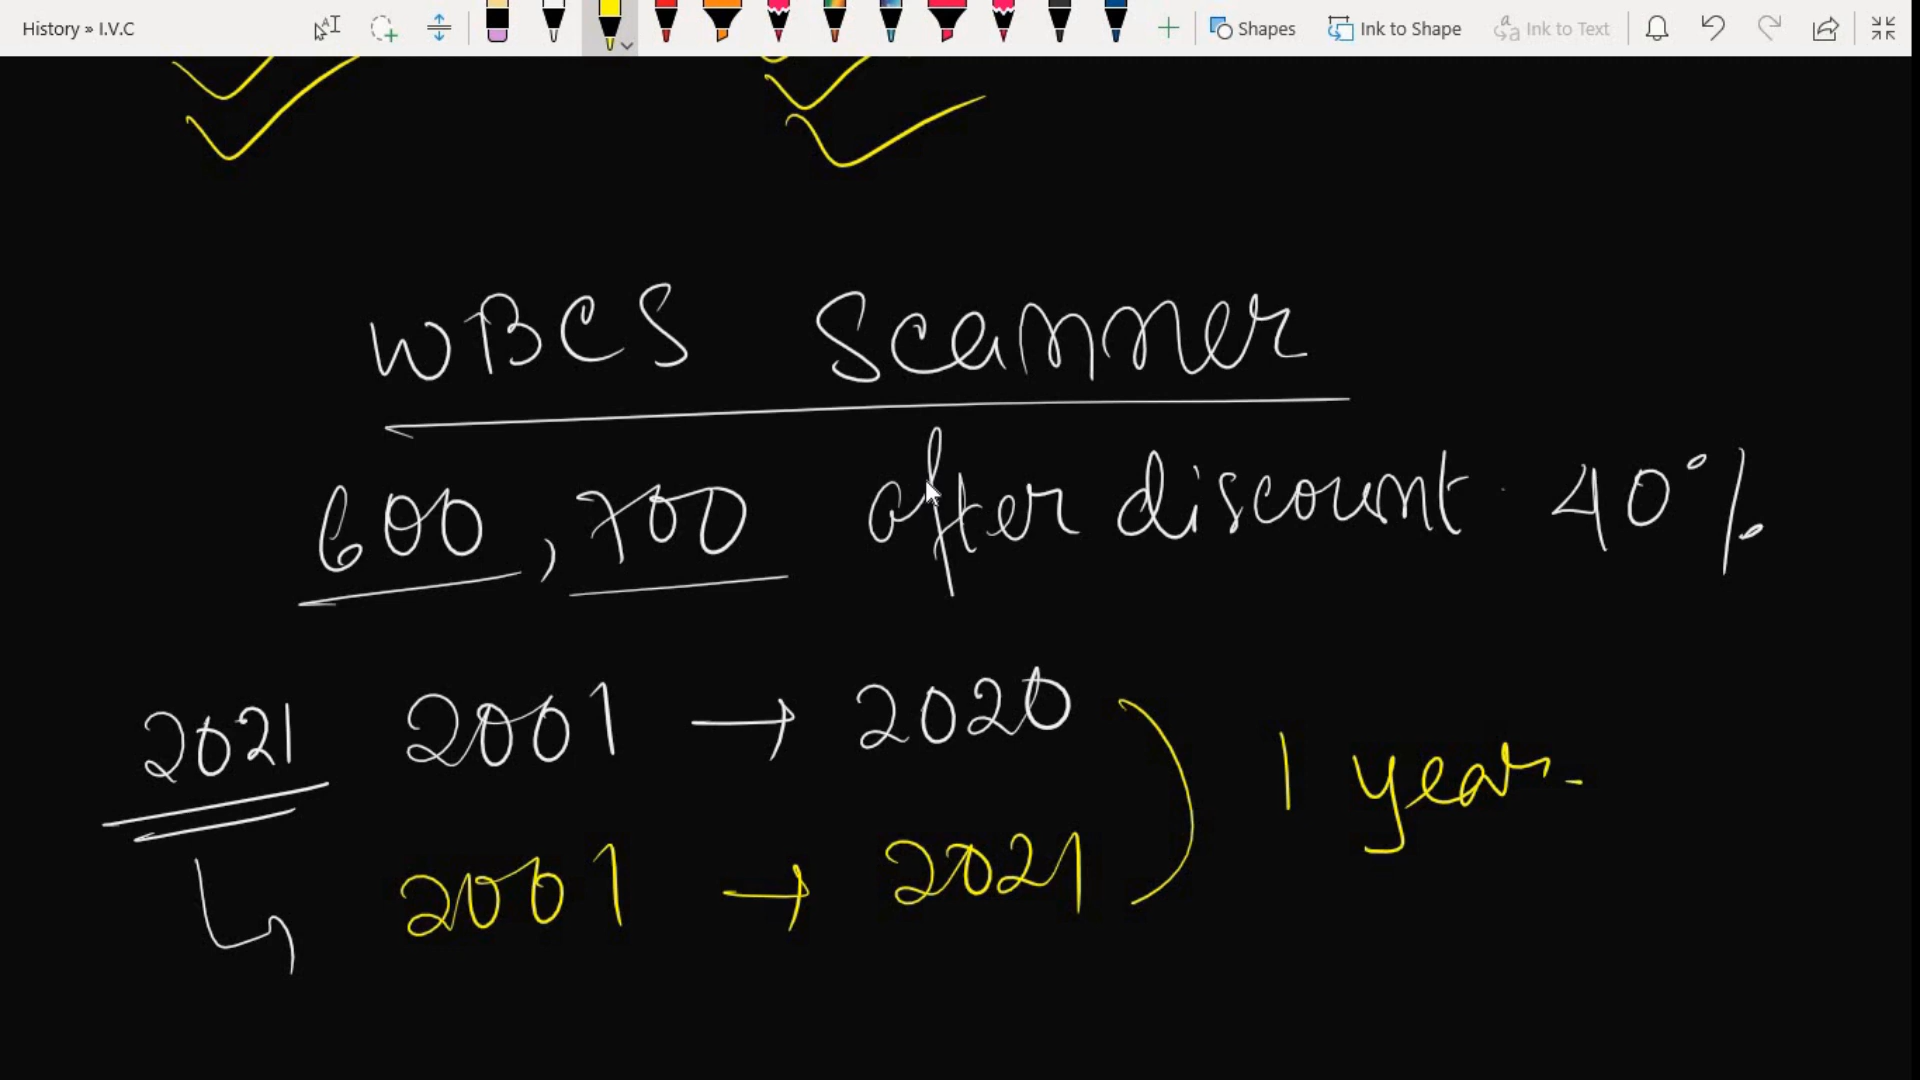 History » I.V.C
Shapes
Ink to Shape
Ink to Text
WBCS Scanner
600, 700 after discount 40%
2021 2001 → 2020
1 year.
2001 → 2021